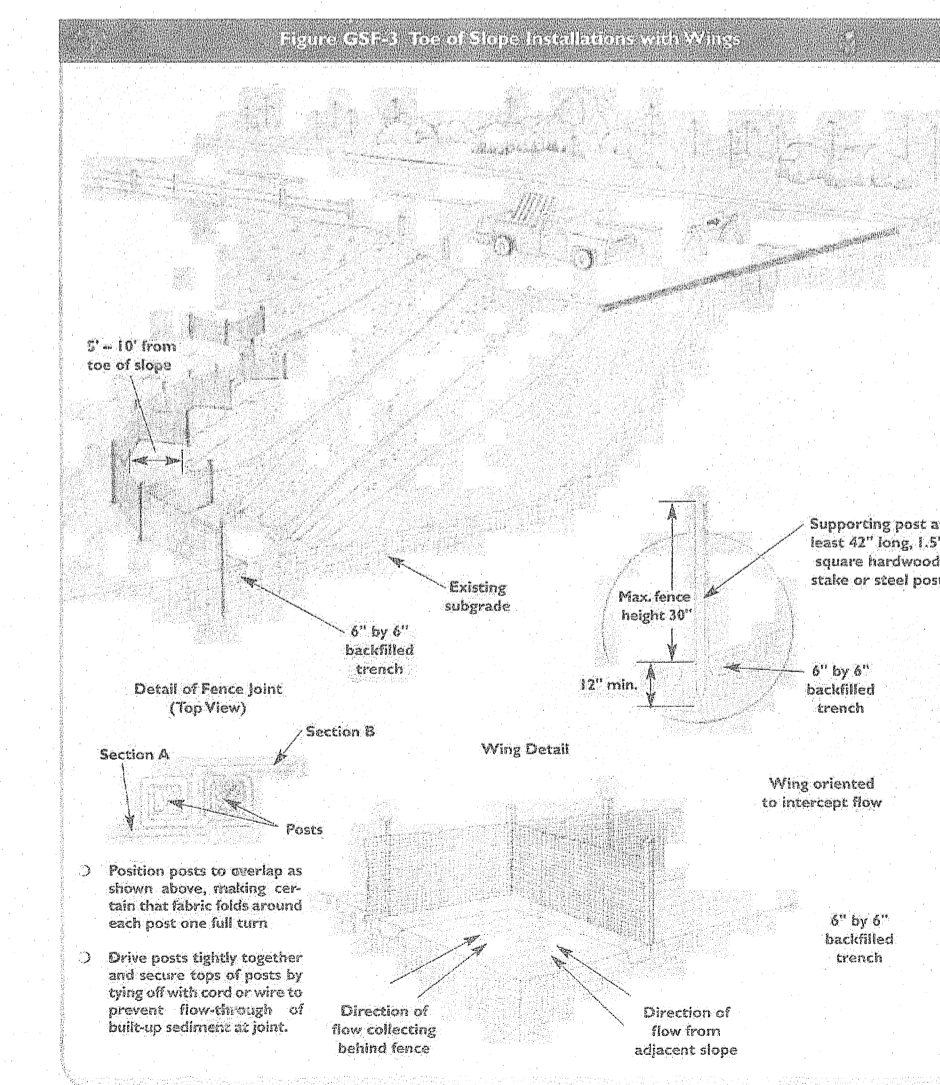 Figure GSF-3 Toe of Slope Installations with Wings
5' – 10' from
toe of slope
Supporting post at
least 42" long, 1.5"
square hardwood
stake or steel post
Max. fence
height 30"
Existing
subgrade
6" by 6"
backfilled
trench
12" min.
6" by 6"
backfilled
trench
Detail of Fence Joint
(Top View)
Section B
Section A
Posts
Wing Detail
Wing oriented
to intercept flow
Position posts to overlap as
shown above, making cer-
tain that fabric folds around
each post one full turn
Drive posts tightly together
and secure tops of posts by
tying off with cord or wire to
prevent flow-through of
built-up sediment at joint.
6" by 6"
backfilled
trench
Direction of
flow collecting
behind fence
Direction of
flow from
adjacent slope